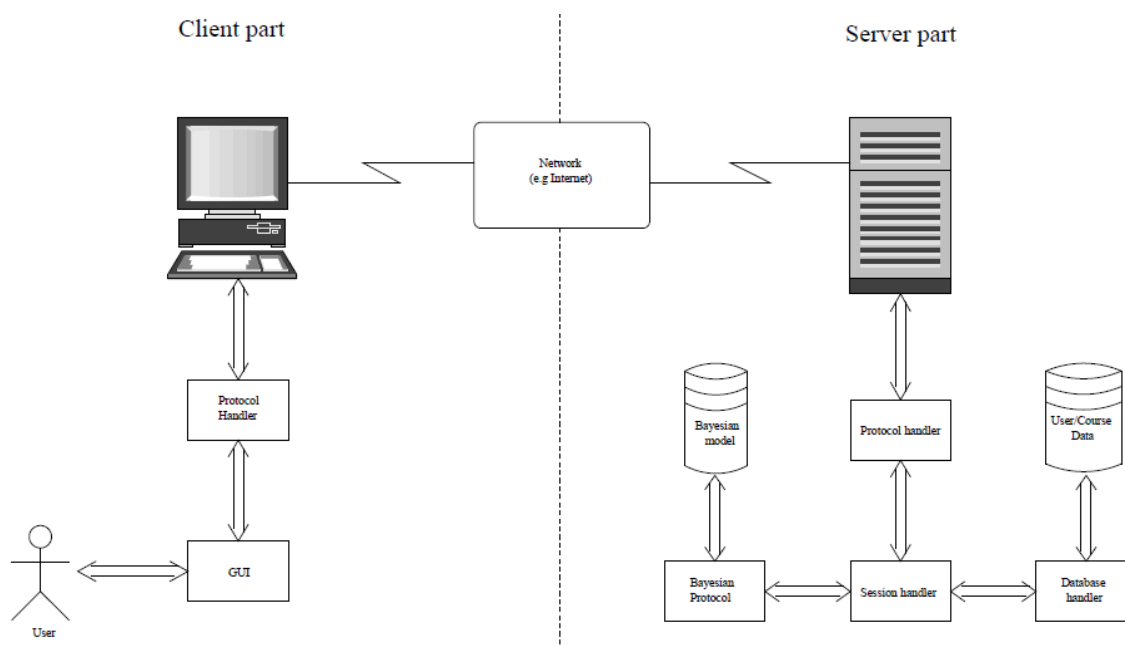 Client part
Server part
Network
(e.g Internet)
Protocol
Handler
GUI
User
Bayesian
model
Protocol handler
User/Course
Data
Bayesian
Protocol
Session handler
Database
handler